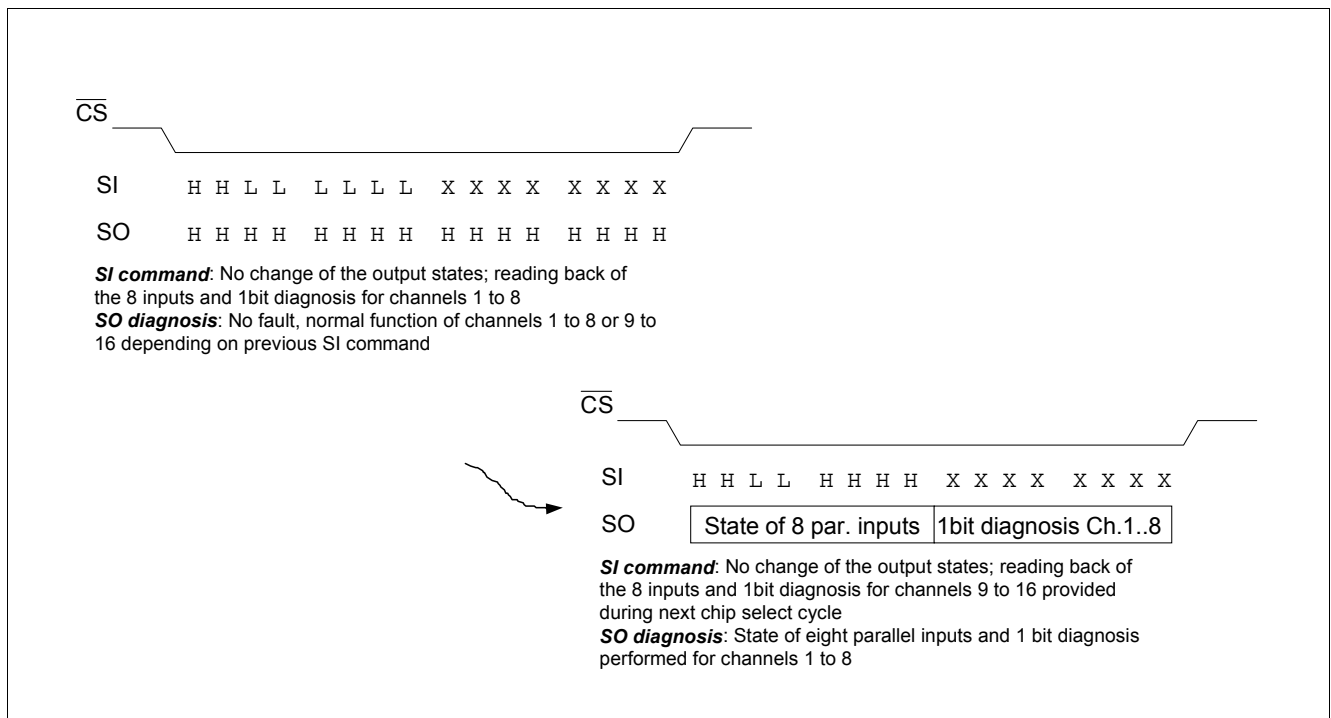 CS
SI H H L L L L L L X X X X X X X X
SO H H H H H H H H H H H H H H H H
SI command: No change of the output states; reading back of
the 8 inputs and 1bit diagnosis for channels 1 to 8
SO diagnosis: No fault, normal function of channels 1 to 8 or 9 to
16 depending on previous SI command
CS
SI H H L L H H H H X X X X X X X X
SO State of 8 par. inputs 1bit diagnosis Ch.1..8
SI command: No change of the output states; reading back of
the 8 inputs and 1bit diagnosis for channels 9 to 16 provided
during next chip select cycle
SO diagnosis: State of eight parallel inputs and 1 bit diagnosis
performed for channels 1 to 8